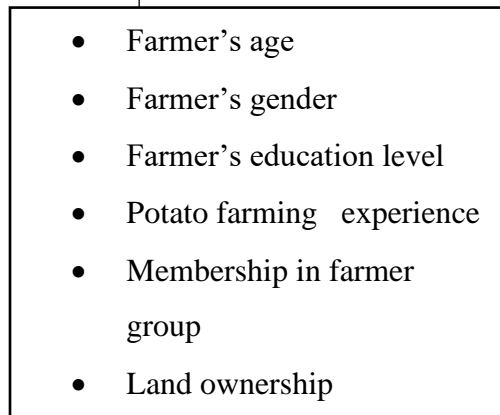 • Farmer’s age
• Farmer’s gender
• Farmer’s education level
• Potato farming experience
• Membership in farmer
group
• Land ownership